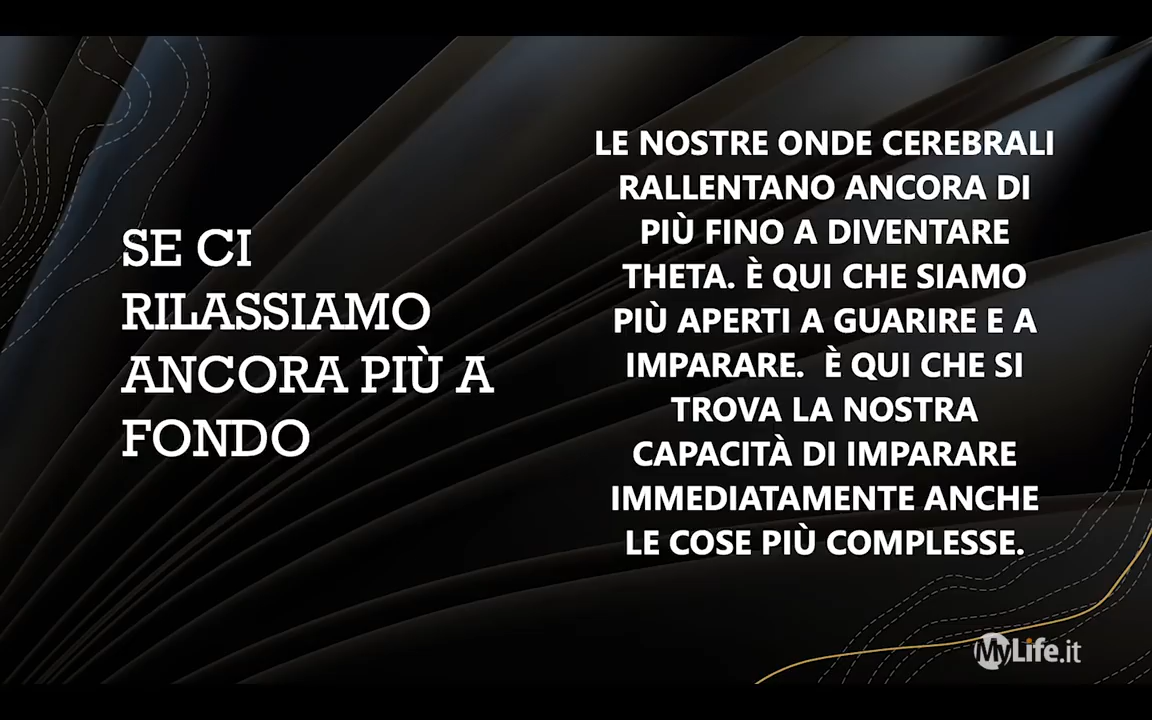 SE CI
RILASSIAMO
ANCORA PIÙ A
FONDO
LE NOSTRE ONDE CEREBRALI
RALLENTANO ANCORA DI
PIÙ FINO A DIVENTARE
THETA. È QUI CHE SIAMO
PIÙ APERTI A GUARIRE E A
IMPARARE.  È QUI CHE SI
TROVA LA NOSTRA
CAPACITÀ DI IMPARARE
IMMEDIATAMENTE ANCHE
LE COSE PIÙ COMPLESSE.
MyLife.it